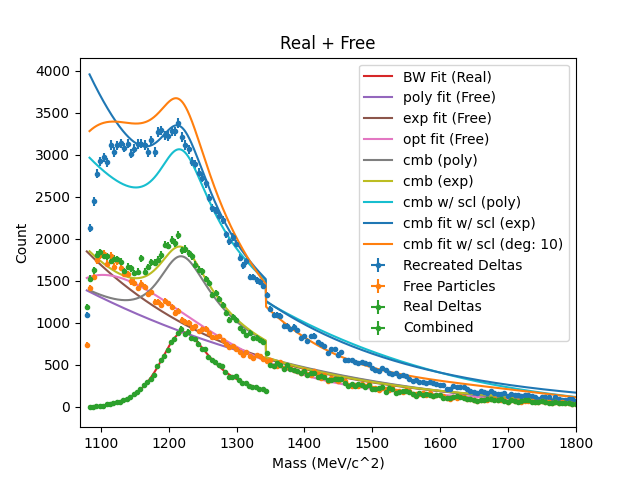 Real + Free
4000
3500
3000
2500
2000
1500
1000
500
0
Count
BW Fit (Real)
poly fit (Free)
exp fit (Free)
opt fit (Free)
cmb (poly)
cmb (exp)
cmb w/ scl (poly)
cmb fit w/ scl (exp)
cmb fit w/ scl (deg: 10)
Recreated Deltas
Free Particles
Real Deltas
Combined
1100 1200 1300 1400 1500 1600 1700 1800
Mass (MeV/c^2)